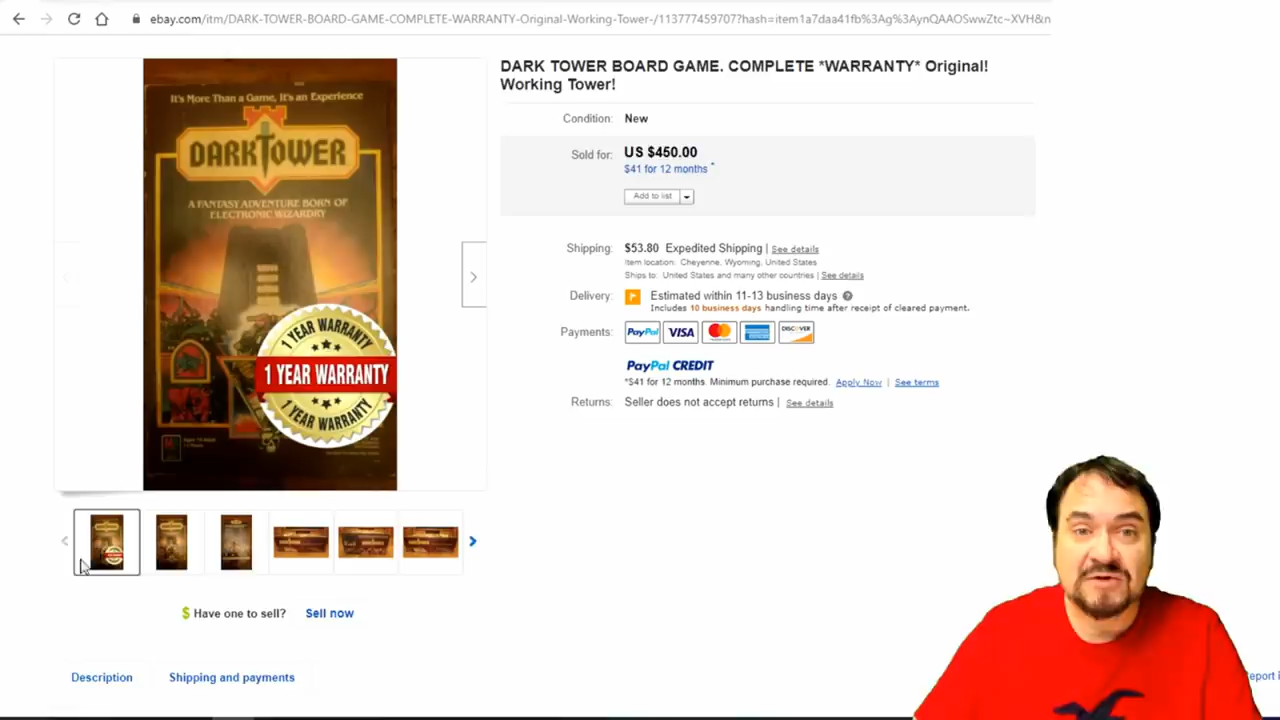 ebay.com/itm/DARK-TOWER-BOARD-GAME-COMPLETE-WARRANTY-Original-Working-Tower-/113777459707?hash=item1a7daa41fb%3Ag%3AynQAAOSwwZtc~XVH&n
It's More Than a Game, It's an Experience
DARKTOWER
A FANTASY ADVENTURE BORN OF
ELECTRONIC WIZARDRY
1 YEAR WARRANTY
1 YEAR WARRANTY
1 YEAR WARRANTY
DARK TOWER BOARD GAME. COMPLETE *WARRANTY* Original!
Working Tower!
Condition: New
Sold for: US $450.00
$41 for 12 months *
Add to list
Shipping: $53.80 Expedited Shipping | See details
Item location: Cheyenne, Wyoming, United States
Ships to: United States and many other countries | See details
Delivery: Estimated within 11-13 business days ?
Includes 10 business days handling time after receipt of cleared payment.
Payments: PayPal VISA MasterCard AMERICAN EXPRESS DISCOVER
PayPal CREDIT
*$41 for 12 months. Minimum purchase required. Apply Now | See terms
Returns: Seller does not accept returns | See details
$ Have one to sell? Sell now
Description Shipping and payments